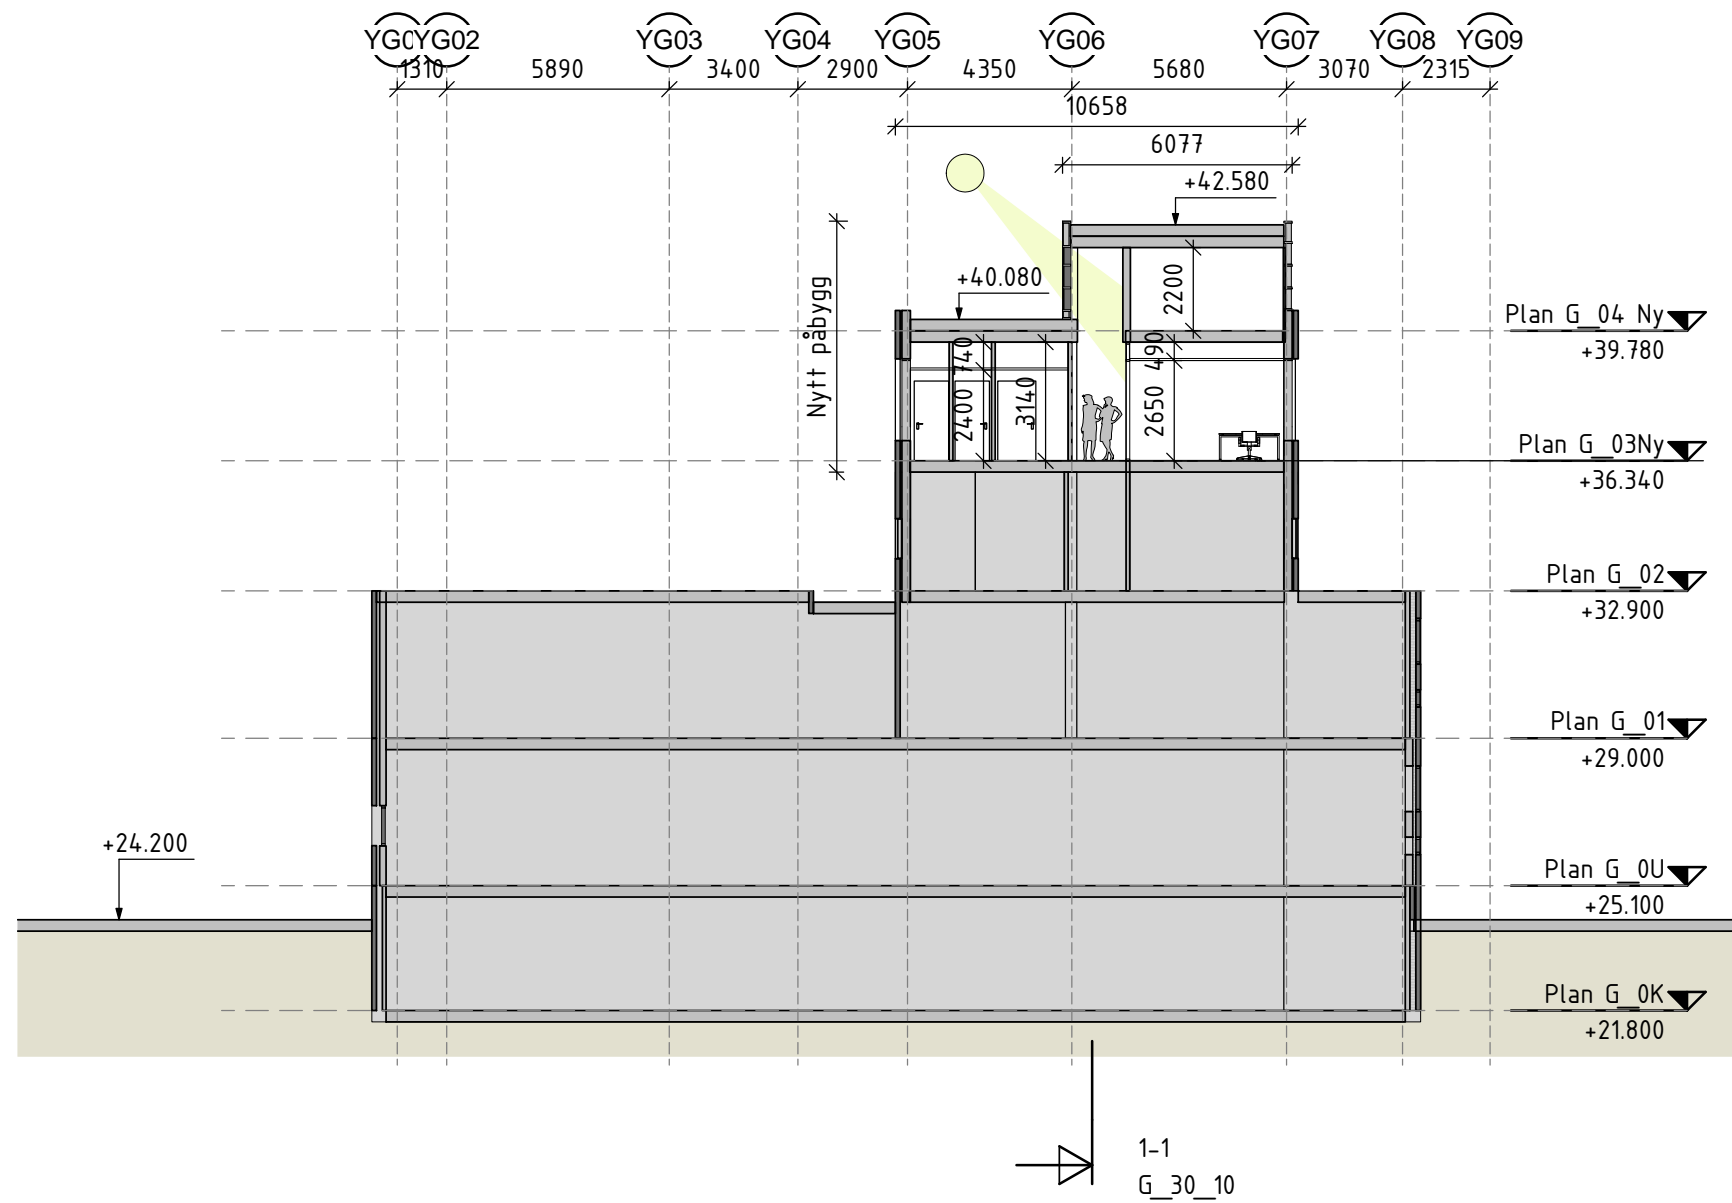 YG0 YG02 YG03 YG04 YG05 YG06 YG07 YG08 YG09
1310 5890 3400 2900 4350 5680 3070 2315
10658
6077
+42.580
+40.080
Nytt påbygg
2200
740
490
2400
3140
2650
Plan G_04 Ny
+39.780
Plan G_03Ny
+36.340
Plan G_02
+32.900
Plan G_01
+29.000
+24.200
Plan G_0U
+25.100
Plan G_0K
+21.800
1-1
G_30_10